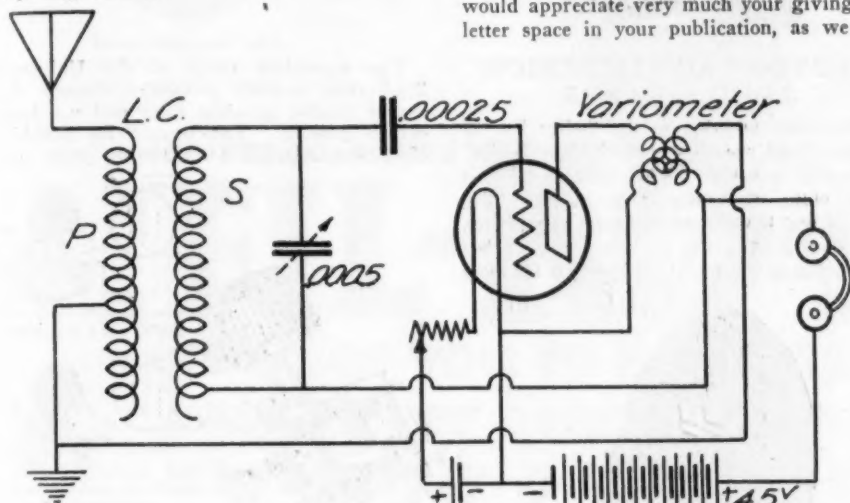 would appreciate very much your giving
letter space in your publication, as we
L.C.
.00025
Variometer
P
S
.0005
+ - - + 45V